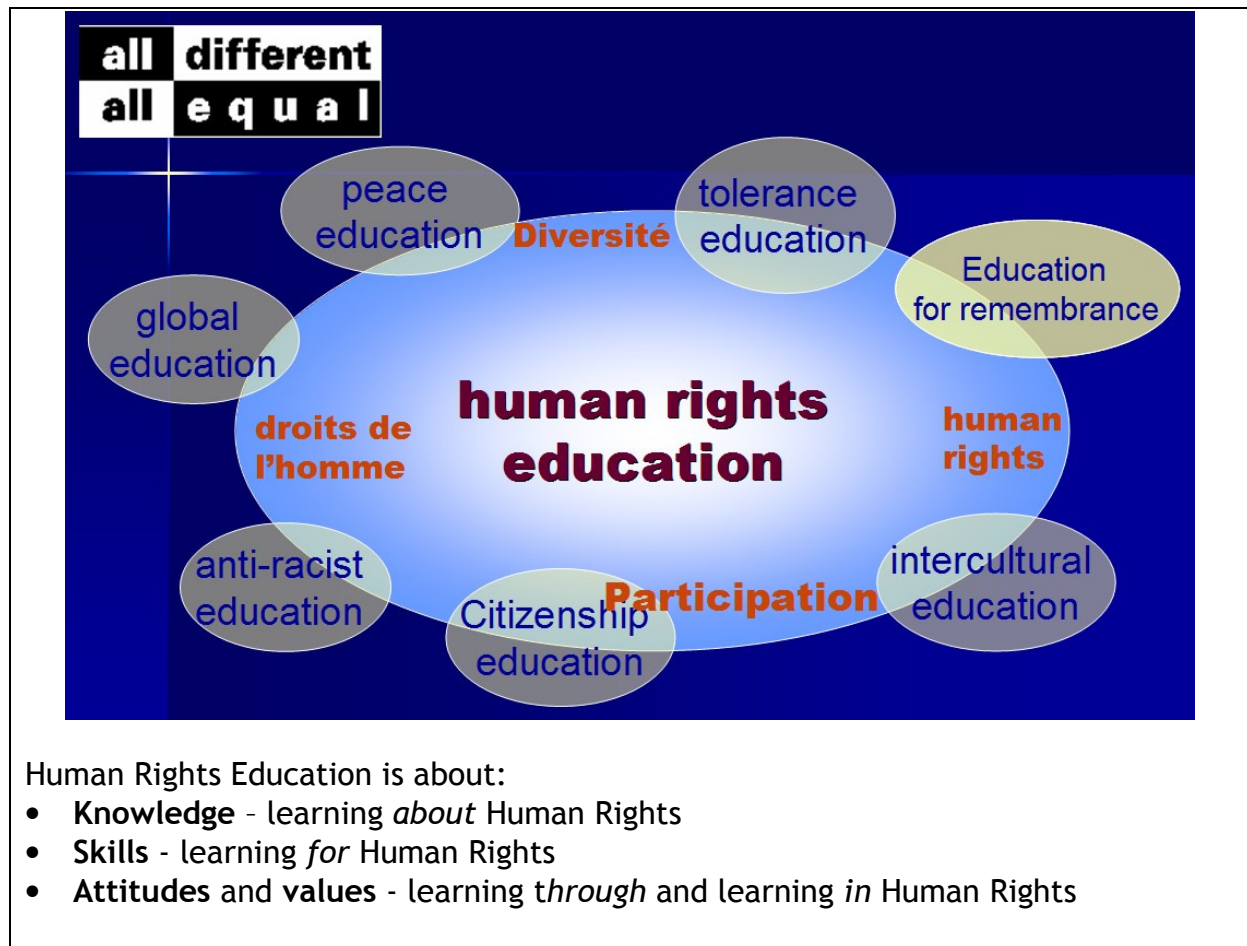 all different
all equal
peace
education
Diversité
tolerance
education
Education
for remembrance
global
education
human rights
education
droits de
l'homme
human
rights
anti-racist
education
Citizenship
education
Participation
intercultural
education
Human Rights Education is about:
• Knowledge – learning about Human Rights
• Skills - learning for Human Rights
• Attitudes and values - learning through and learning in Human Rights